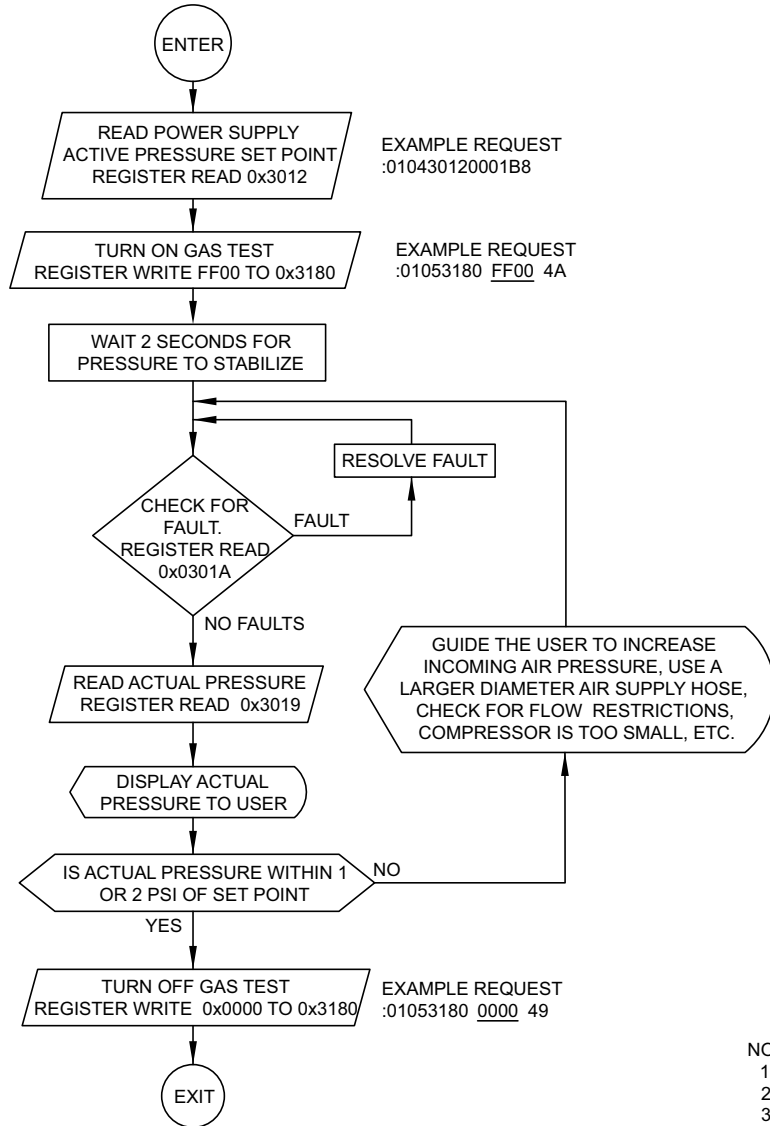 ENTER
READ POWER SUPPLY
ACTIVE PRESSURE SET POINT
REGISTER READ 0x3012
EXAMPLE REQUEST
:010430120001B8
TURN ON GAS TEST
REGISTER WRITE FF00 TO 0x3180
EXAMPLE REQUEST
:01053180 FF00 4A
WAIT 2 SECONDS FOR
PRESSURE TO STABILIZE
RESOLVE FAULT
CHECK FOR
FAULT.
REGISTER READ
0x0301A
FAULT
NO FAULTS
GUIDE THE USER TO INCREASE
INCOMING AIR PRESSURE, USE A
LARGER DIAMETER AIR SUPPLY HOSE,
CHECK FOR FLOW RESTRICTIONS,
COMPRESSOR IS TOO SMALL, ETC.
READ ACTUAL PRESSURE
REGISTER READ 0x3019
DISPLAY ACTUAL
PRESSURE TO USER
IS ACTUAL PRESSURE WITHIN 1
OR 2 PSI OF SET POINT
NO
YES
TURN OFF GAS TEST
REGISTER WRITE 0x0000 TO 0x3180
EXAMPLE REQUEST
:01053180 0000 49
EXIT
1
2
3